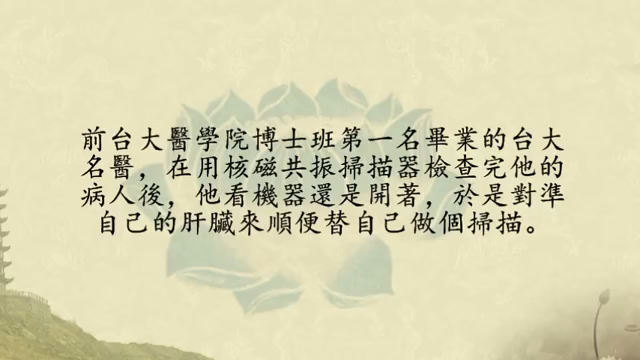 前台大醫學院博士班第一名畢業的台大
名醫，在用核磁共振掃描器檢查完他的
病人後，他看機器還是開著，於是對準
自己的肝臟來順便替自己做個掃描。